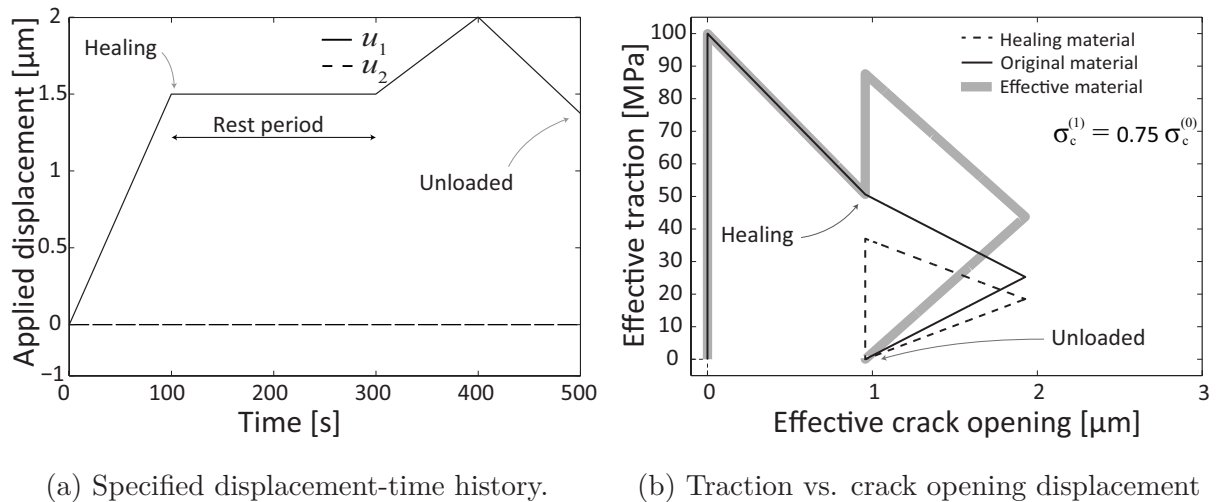 2
1.5
1
0.5
0
−1
Applied displacement [μm]
0
100
200
300
400
500
Time [s]
Healing
u₁
u₂
Rest period
Unloaded
100
90
80
70
60
50
40
30
20
10
0
Effective traction [MPa]
0
1
2
3
Effective crack opening [μm]
Healing material
Original material
Effective material
σ_c^(1) = 0.75 σ_c^(0)
Healing
Unloaded
(a) Specified displacement-time history.
(b) Traction vs. crack opening displacement